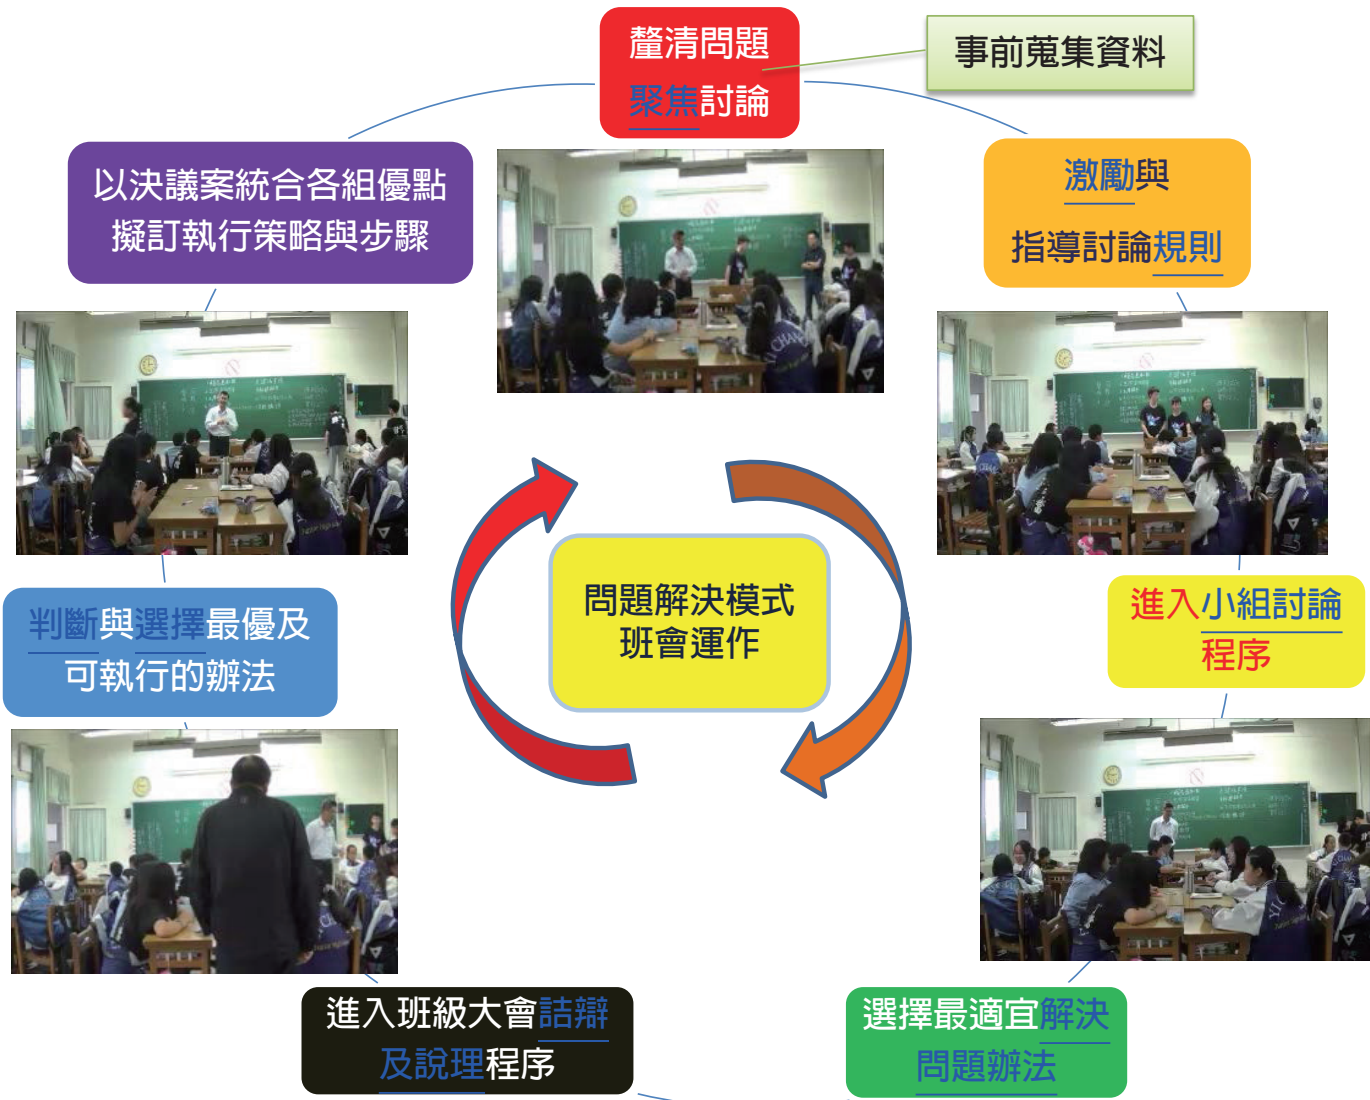 釐清問題
聚焦討論
事前蒐集資料
激勵與
指導討論規則
進入小組討論
程序
選擇最適宜解決
問題辦法
進入班級大會詰辯
及說理程序
判斷與選擇最優及
可執行的辦法
以決議案統合各組優點
擬訂執行策略與步驟
問題解決模式
班會運作